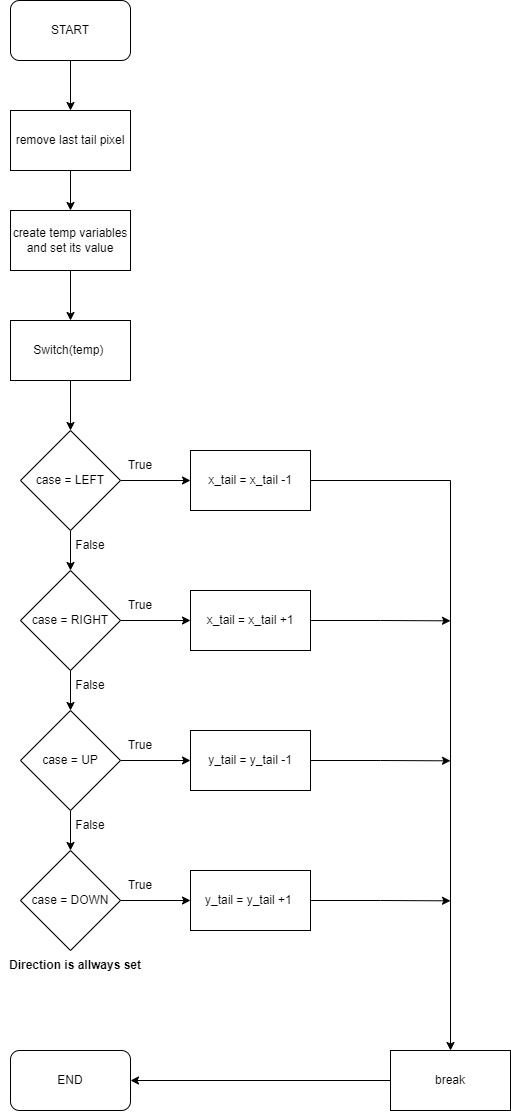 START
remove last tail pixel
create temp variables
and set its value
Switch(temp)
case = LEFT
True
x_tail = x_tail -1
False
case = RIGHT
True
x_tail = x_tail +1
False
case = UP
True
y_tail = y_tail -1
False
case = DOWN
True
y_tail = y_tail +1
Direction is allways set
END
break